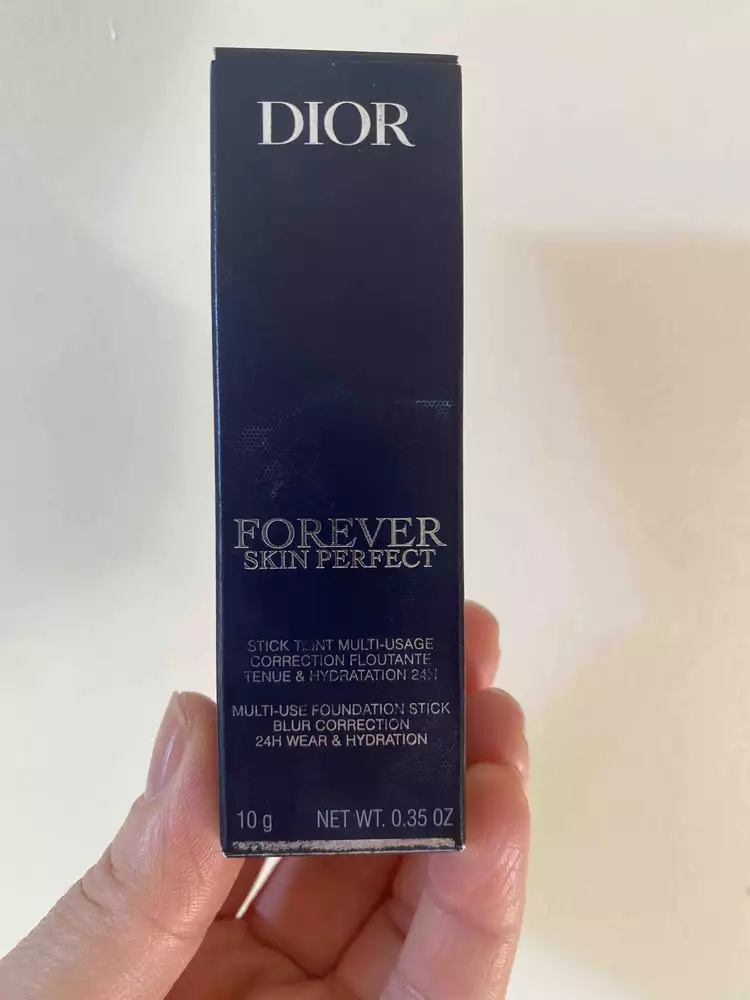 DIOR
FOREVER
SKIN PERFECT
STICK TEINT MULTI-USAGE
CORRECTION FLOUTANTE
TENUE & HYDRATATION 24H
MULTI-USE FOUNDATION STICK
BLUR CORRECTION
24H WEAR & HYDRATION
10 g NET WT. 0.35 OZ